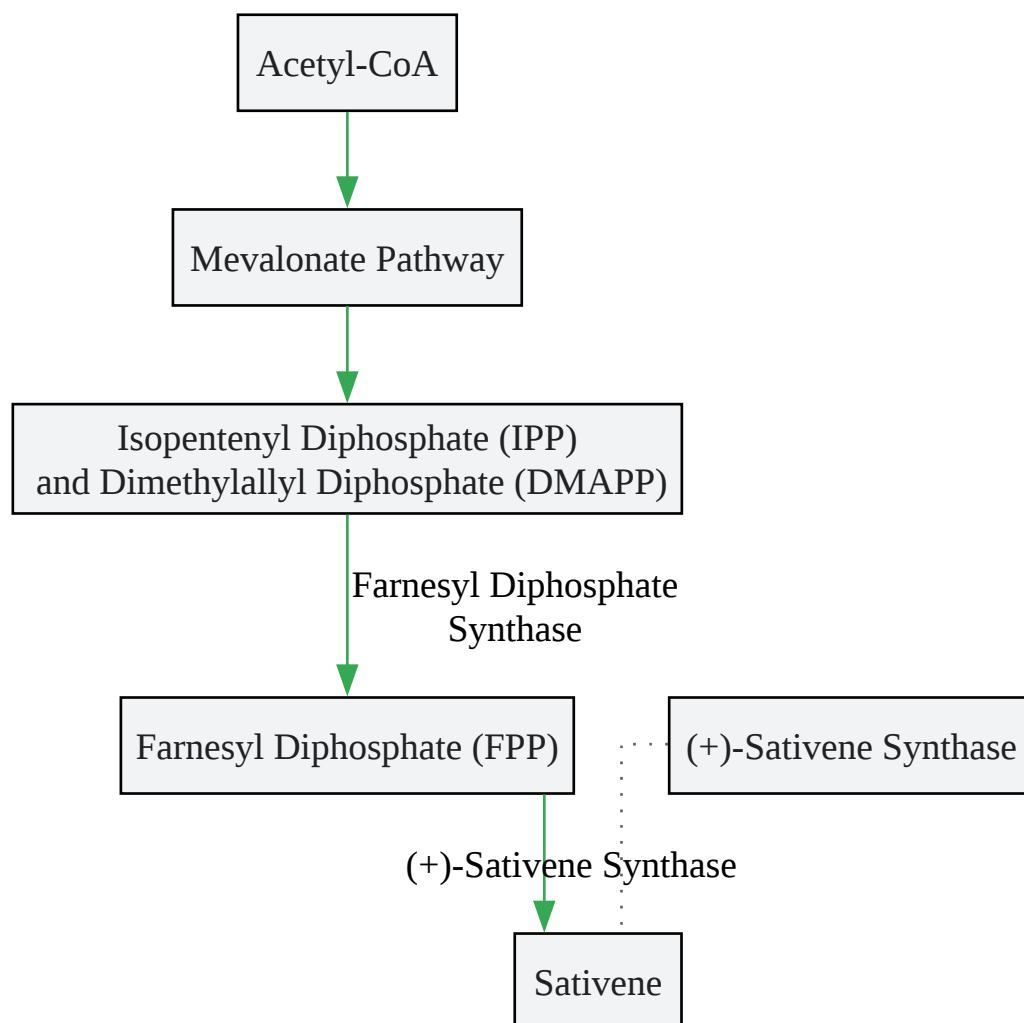 Acetyl-CoA
Mevalonate Pathway
Isopentenyl Diphosphate (IPP)
and Dimethylallyl Diphosphate (DMAPP)
Farnesyl Diphosphate
Synthase
Farnesyl Diphosphate (FPP)
(+)-Sativene Synthase
(+)-Sativene Synthase
Sativene